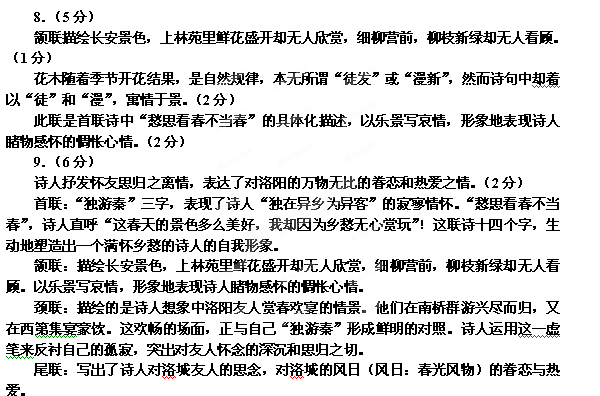 8.(5分)
颔联描绘长安景色，上林苑里鲜花盛开却无人欣赏，细柳营前，柳枝新绿却无人看顾。
(1分)
花木随着季节开花结果，是自然规律，本无所谓“徒发”或“漫新”，然而诗句中却着
以“徒”和“漫”，寓情于景。(2分)
此联是首联诗中“愁思看春不当春”的具体化描述，以乐景写哀情，形象地表现诗人
睹物感怀的惆怅心情。(2分)
9.(6分)
诗人抒发怀友思归之离情，表达了对洛阳的万物无比的眷恋和热爱之情。(2分)
首联：“独游秦”三字，表现了诗人“独在异乡为异客”的寂寥情怀。“愁思看春不当
春”，诗人直呼“这春天的景色多么美好，我却因为乡愁无心赏玩”！这联诗十四个字，生
动地塑造出一个满怀乡愁的诗人的自我形象。
颔联：描绘长安景色，上林苑里鲜花盛开却无人欣赏，细柳营前，柳枝新绿却无人看
顾。以乐景写哀情，形象地表现诗人睹物感怀的惆怅心情。
颈联：描绘的是诗人想象中洛阳友人赏春欢宴的情景。他们在南桥群游兴尽而归，又
在西第集宴豪饮。这欢畅的场面，正与自己“独游秦”形成鲜明的对照。诗人运用这一虚
笔来反衬自己的孤寂，突出对友人怀念的深沉和思归之切。
尾联：写出了诗人对洛城友人的思念，对洛城的风日（风日：春光风物）的眷恋与热
爱。